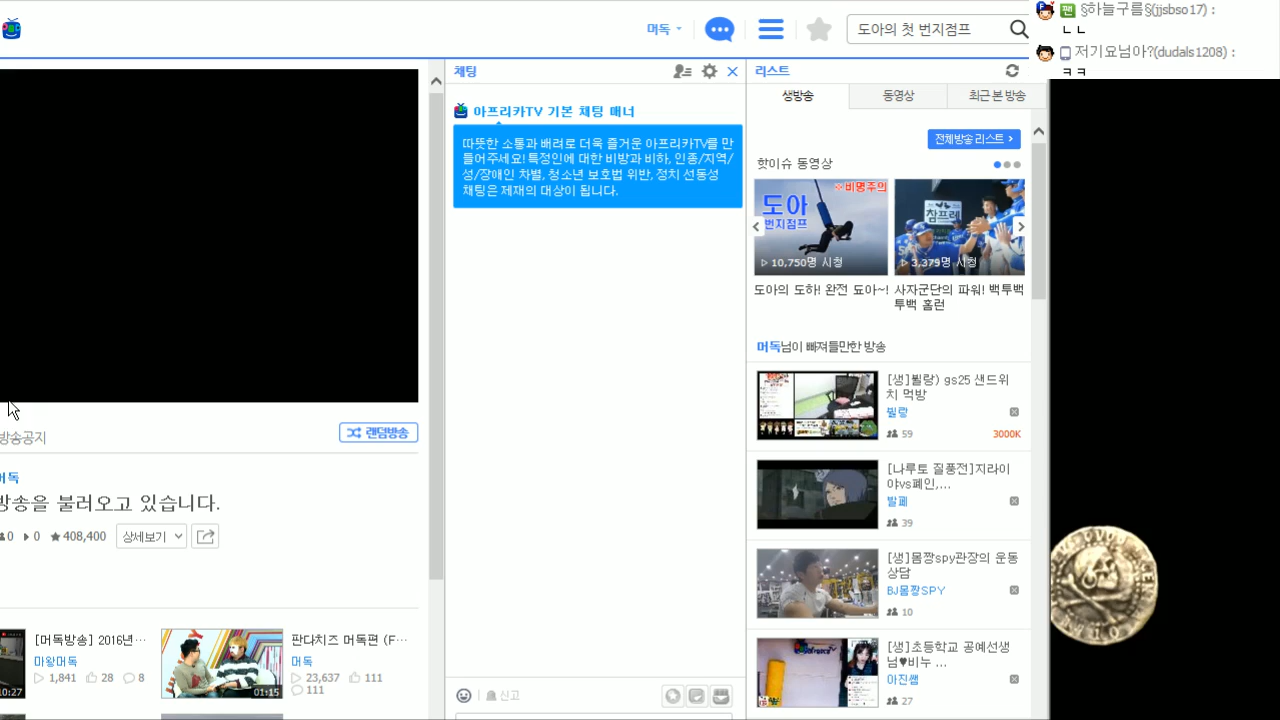 머독
도아의 첫 번지점프
팬 §하늘구름§(jjsbso17) :
ㄴㄴ
저기요님아?(dudals1208) :
ㅋㅋ
채팅
리스트
생방송
동영상
최근 본 방송
아프리카TV 기본 채팅 매너
따뜻한 소통과 배려로 더욱 즐거운 아프리카TV를 만
들어주세요! 특정인에 대한 비방과 비하, 인종/지역/
성/장애인 차별, 청소년 보호법 위반, 정치 선동성
채팅은 제재의 대상이 됩니다.
전체방송 리스트 >
핫이슈 동영상
※비명주의
도아
번지점프
10,750명 시청
참프레
3,379명 시청
도아의 도하! 완전 됴아~!
사자군단의 파워! 백투백
투백 홈런
머독님이 빠져들만한 방송
[생]뷜랑) gs25 샌드위
치 먹방
뷜랑
59
3000K
[나루토 질풍전]지라이
야vs페인,...
발폐
39
[생]몸짱spy관장의 운동
상담
BJ몸짱SPY
10
[생]초등학교 공예선생
님♥비누 ...
아진쌤
27
방송공지
랜덤방송
머독
방송을 불러오고 있습니다.
0
0
408,400
상세보기
10:27
[머독방송] 2016년···
마왕머독
1,841
28
8
01:15
판다치즈 머독편 (F···
머독
23,637
111
111
신고